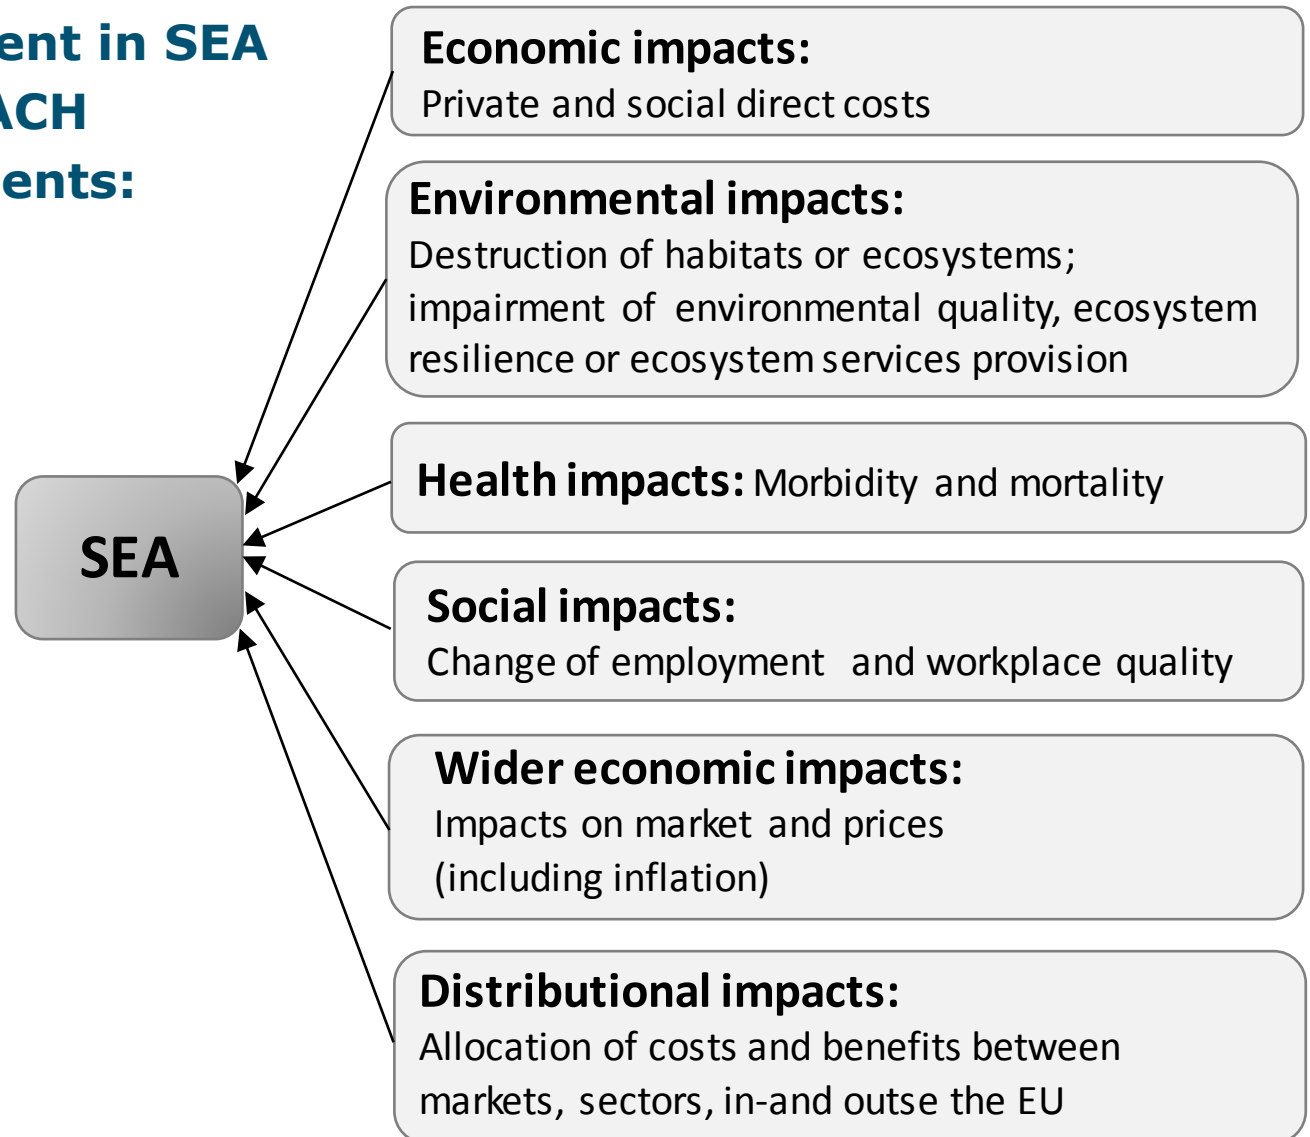 ent in SEA
ACH
ents:
Economic impacts:
Private and social direct costs
Environmental impacts:
Destruction of habitats or ecosystems;
impairment of environmental quality, ecosystem
resilience or ecosystem services provision
Health impacts: Morbidity and mortality
SEA
Social impacts:
Change of employment and workplace quality
Wider economic impacts:
Impacts on market and prices
(including inflation)
Distributional impacts:
Allocation of costs and benefits between
markets, sectors, in-and outse the EU